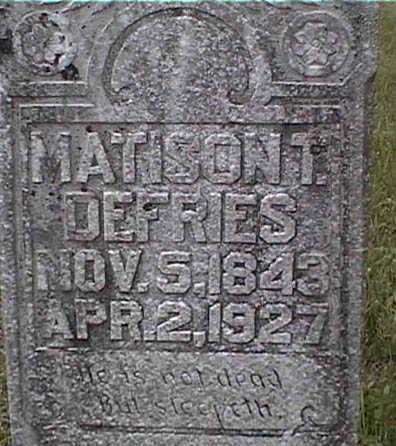 MATISON T.
DEFRIES
NOV. 5, 1843
APR. 2, 1927
He is not dead
But sleepeth.